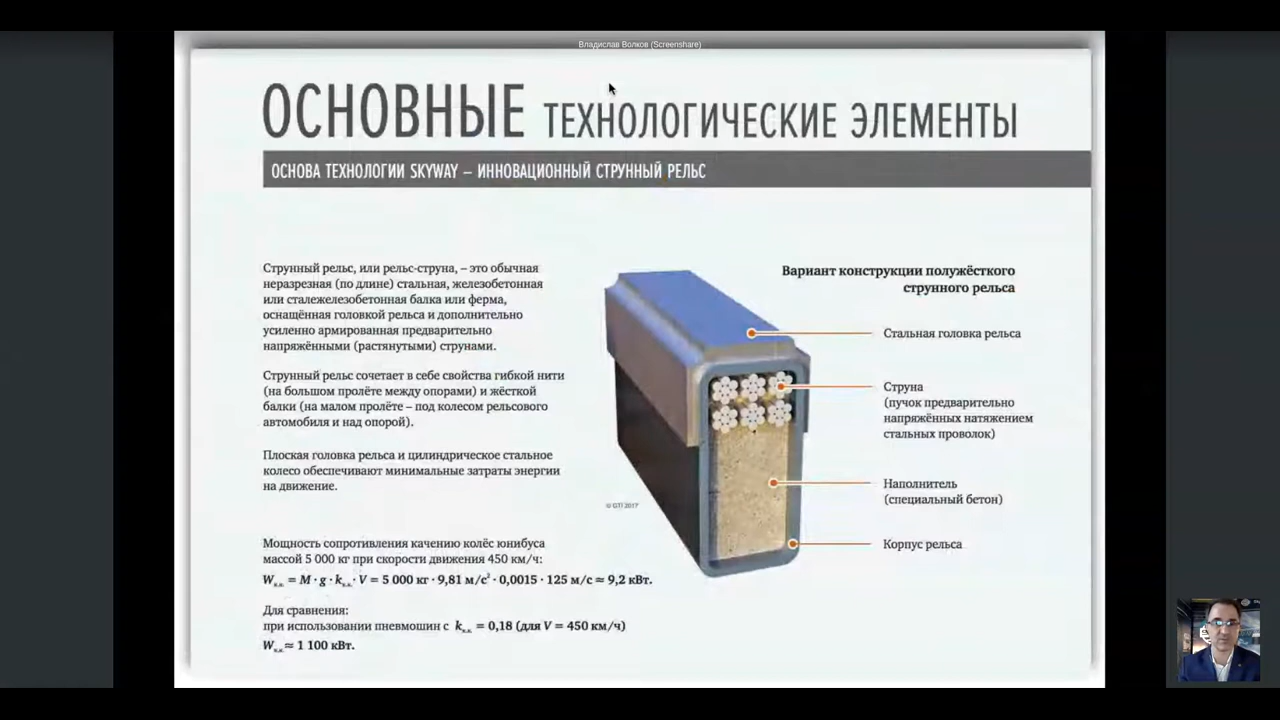 Владислав Волков (Screenshare)
ОСНОВНЫЕ ТЕХНОЛОГИЧЕСКИЕ ЭЛЕМЕНТЫ
ОСНОВА ТЕХНОЛОГИИ SKYWAY – ИННОВАЦИОННЫЙ СТРУННЫЙ РЕЛЬС
Струнный рельс, или рельс-струна, – это обычная
неразрезная (по длине) стальная, железобетонная
или сталежелезобетонная балка или ферма,
оснащённая головкой рельса и дополнительно
усиленно армированная предварительно
напряжёнными (растянутыми) струнами.
Струнный рельс сочетает в себе свойства гибкой нити
(на большом пролёте между опорами) и жёсткой
балки (на малом пролёте – под колесом рельсового
автомобиля и над опорой).
Плоская головка рельса и цилиндрическое стальное
колесо обеспечивают минимальные затраты энергии
на движение.
Мощность сопротивления качению колёс юнибуса
массой 5 000 кг при скорости движения 450 км/ч:
Wк.к. = M · g · kк.к. · V = 5 000 кг · 9,81 м/с² · 0,0015 · 125 м/с ≈ 9,2 кВт.
Для сравнения:
при использовании пневмошин с kк.к. = 0,18 (для V = 450 км/ч)
Wк.к. ≈ 1 100 кВт.
Вариант конструкции полужёсткого
струнного рельса
Стальная головка рельса
Струна
(пучок предварительно
напряжённых натяжением
стальных проволок)
Наполнитель
(специальный бетон)
Корпус рельса
© GTI 2017